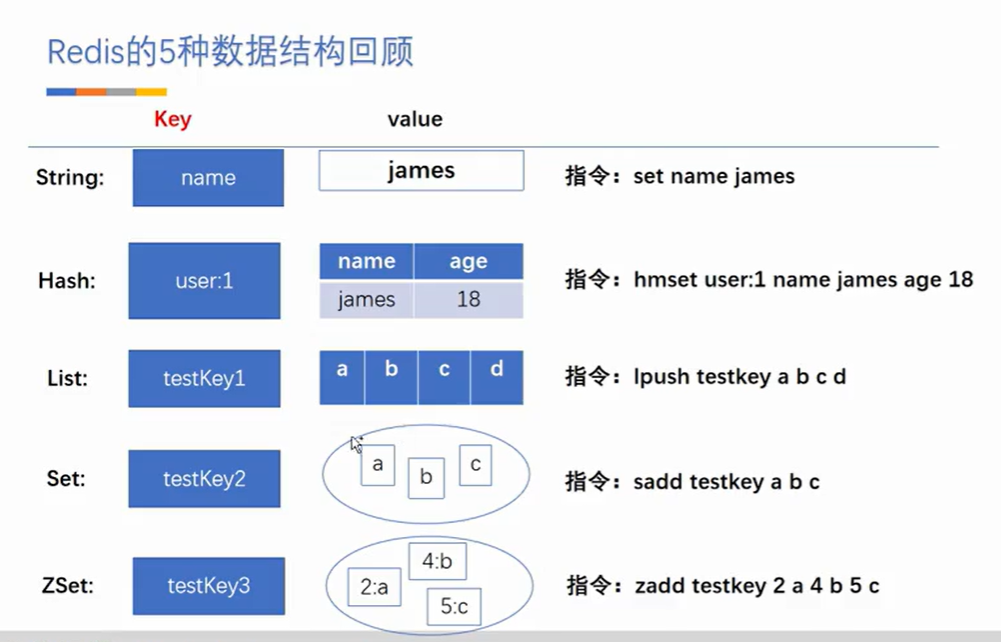 Redis的5种数据结构回顾
Key value
String: name james 指令：set name james
Hash: user:1 name age 指令：hmset user:1 name james age 18
james 18
List: testKey1 a b c d 指令：lpush testkey a b c d
Set: testKey2 a b c 指令：sadd testkey a b c
ZSet: testKey3 2:a 4:b 5:c 指令：zadd testkey 2 a 4 b 5 c